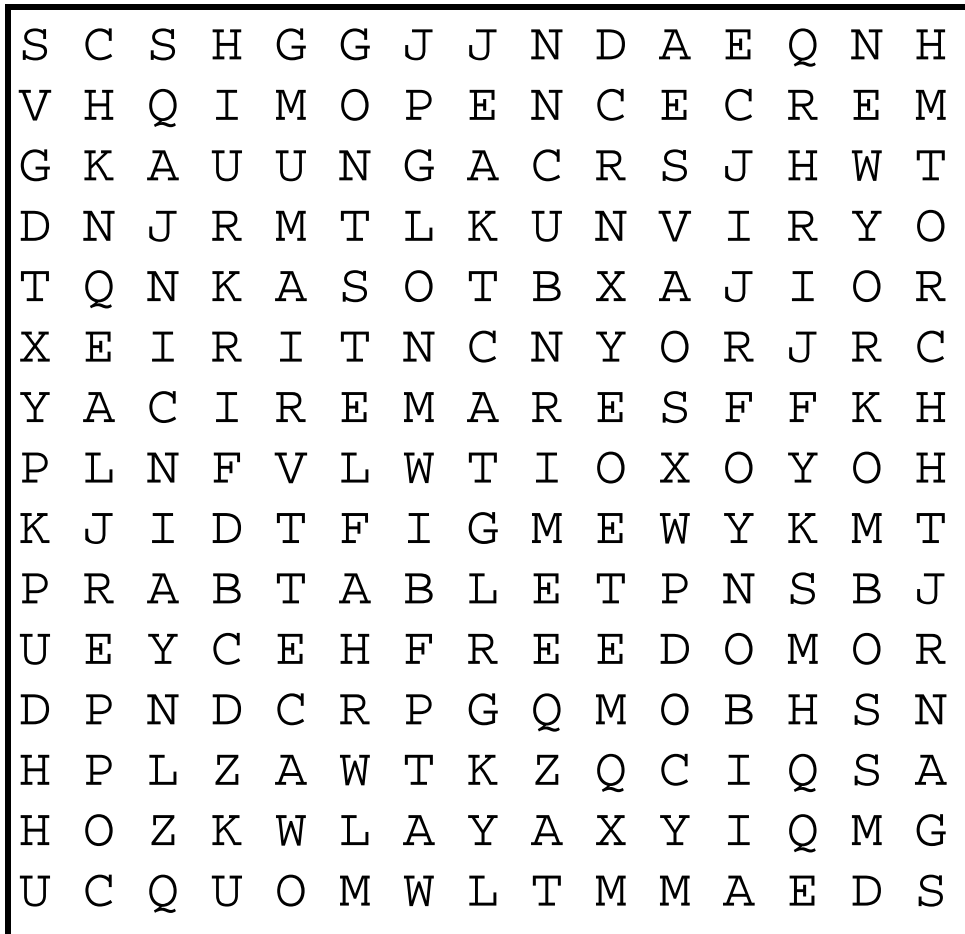 S C S H G G J J N D A E Q N H
V H Q I M O P E N C E C R E M
G K A U U N G A C R S J H W T
D N J R M T L K U N V I R Y O
T Q N K A S O T B X A J I O R
X E I R I T N C N Y O R J R C
Y A C I R E M A R E S F F K H
P L N F V L W T I O X O Y O H
K J I D T F I G M E W Y K M T
P R A B T A B L E T P N S B J
U E Y C E H F R E E D O M O R
D P N D C R P G Q M O B H S N
H P L Z A W T K Z Q C I Q S A
H O Z K W L A Y A X Y I Q M G
U C Q U O M W L T M M A E D S